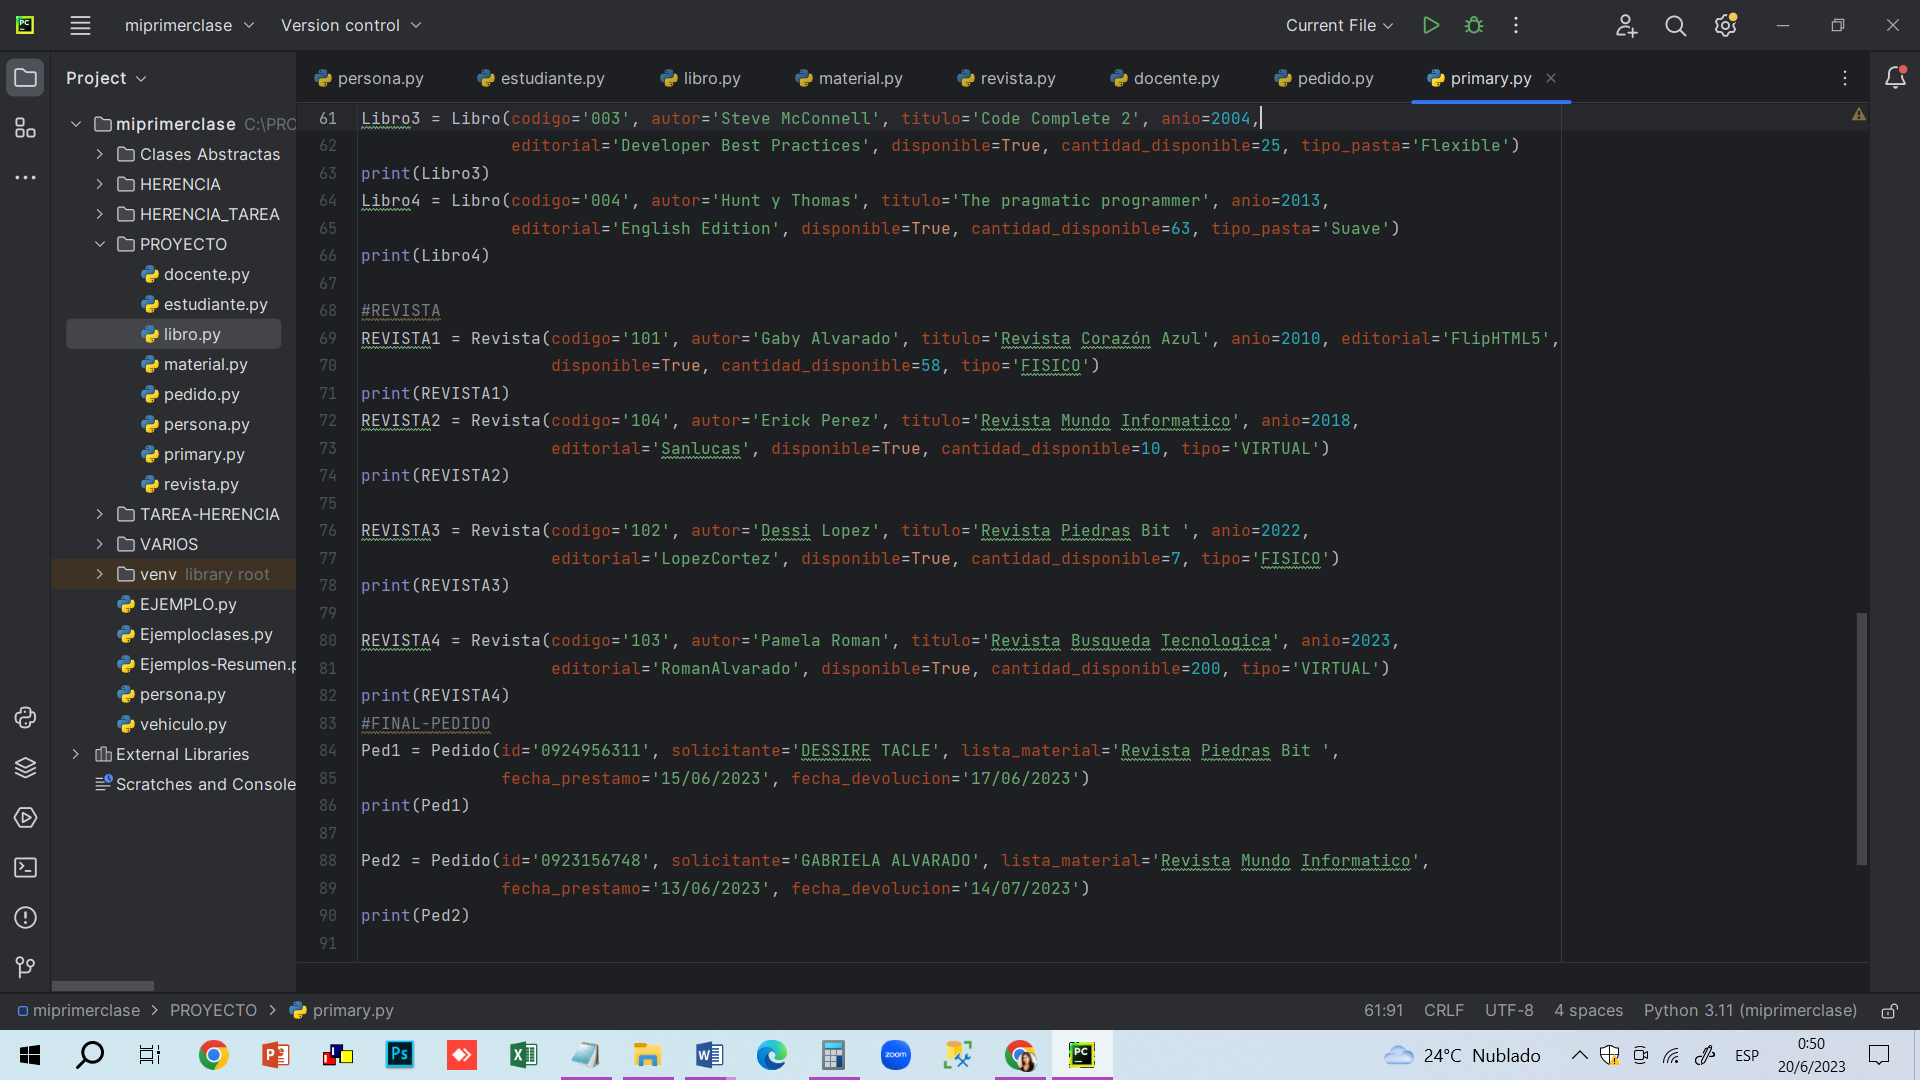 miprimerclase
Version control
Current File
Project
persona.py
estudiante.py
libro.py
material.py
revista.py
docente.py
pedido.py
primary.py
miprimerclase C:\PRO
Clases Abstractas
HERENCIA
HERENCIA_TAREA
PROYECTO
docente.py
estudiante.py
libro.py
material.py
pedido.py
persona.py
primary.py
revista.py
TAREA-HERENCIA
VARIOS
venv library root
EJEMPLO.py
Ejemploclases.py
Ejemplos-Resumen.p
persona.py
vehiculo.py
External Libraries
Scratches and Console
61 Libro3 = Libro(codigo='003', autor='Steve McConnell', titulo='Code Complete 2', anio=2004,
62 editorial='Developer Best Practices', disponible=True, cantidad_disponible=25, tipo_pasta='Flexible')
63 print(Libro3)
64 Libro4 = Libro(codigo='004', autor='Hunt y Thomas', titulo='The pragmatic programmer', anio=2013,
65 editorial='English Edition', disponible=True, cantidad_disponible=63, tipo_pasta='Suave')
66 print(Libro4)
67
68 #REVISTA
69 REVISTA1 = Revista(codigo='101', autor='Gaby Alvarado', titulo='Revista Corazón Azul', anio=2010, editorial='FlipHTML5',
70 disponible=True, cantidad_disponible=58, tipo='FISICO')
71 print(REVISTA1)
72 REVISTA2 = Revista(codigo='104', autor='Erick Perez', titulo='Revista Mundo Informatico', anio=2018,
73 editorial='Sanlucas', disponible=True, cantidad_disponible=10, tipo='VIRTUAL')
74 print(REVISTA2)
75
76 REVISTA3 = Revista(codigo='102', autor='Dessi Lopez', titulo='Revista Piedras Bit ', anio=2022,
77 editorial='LopezCortez', disponible=True, cantidad_disponible=7, tipo='FISICO')
78 print(REVISTA3)
79
80 REVISTA4 = Revista(codigo='103', autor='Pamela Roman', titulo='Revista Busqueda Tecnologica', anio=2023,
81 editorial='RomanAlvarado', disponible=True, cantidad_disponible=200, tipo='VIRTUAL')
82 print(REVISTA4)
83 #FINAL-PEDIDO
84 Ped1 = Pedido(id='0924956311', solicitante='DESSIRE TACLE', lista_material='Revista Piedras Bit ',
85 fecha_prestamo='15/06/2023', fecha_devolucion='17/06/2023')
86 print(Ped1)
87
88 Ped2 = Pedido(id='0923156748', solicitante='GABRIELA ALVARADO', lista_material='Revista Mundo Informatico',
89 fecha_prestamo='13/06/2023', fecha_devolucion='14/07/2023')
90 print(Ped2)
91
miprimerclase > PROYECTO > primary.py
61:91 CRLF UTF-8 4 spaces Python 3.11 (miprimerclase)
24°C Nublado
ESP
0:50
20/6/2023